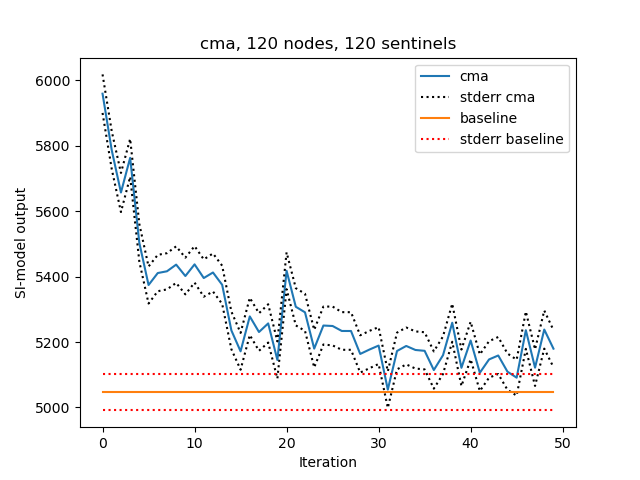 cma, 120 nodes, 120 sentinels
cma
stderr cma
baseline
stderr baseline
6000
5800
5600
5400
5200
5000
SI-model output
0 10 20 30 40 50
Iteration